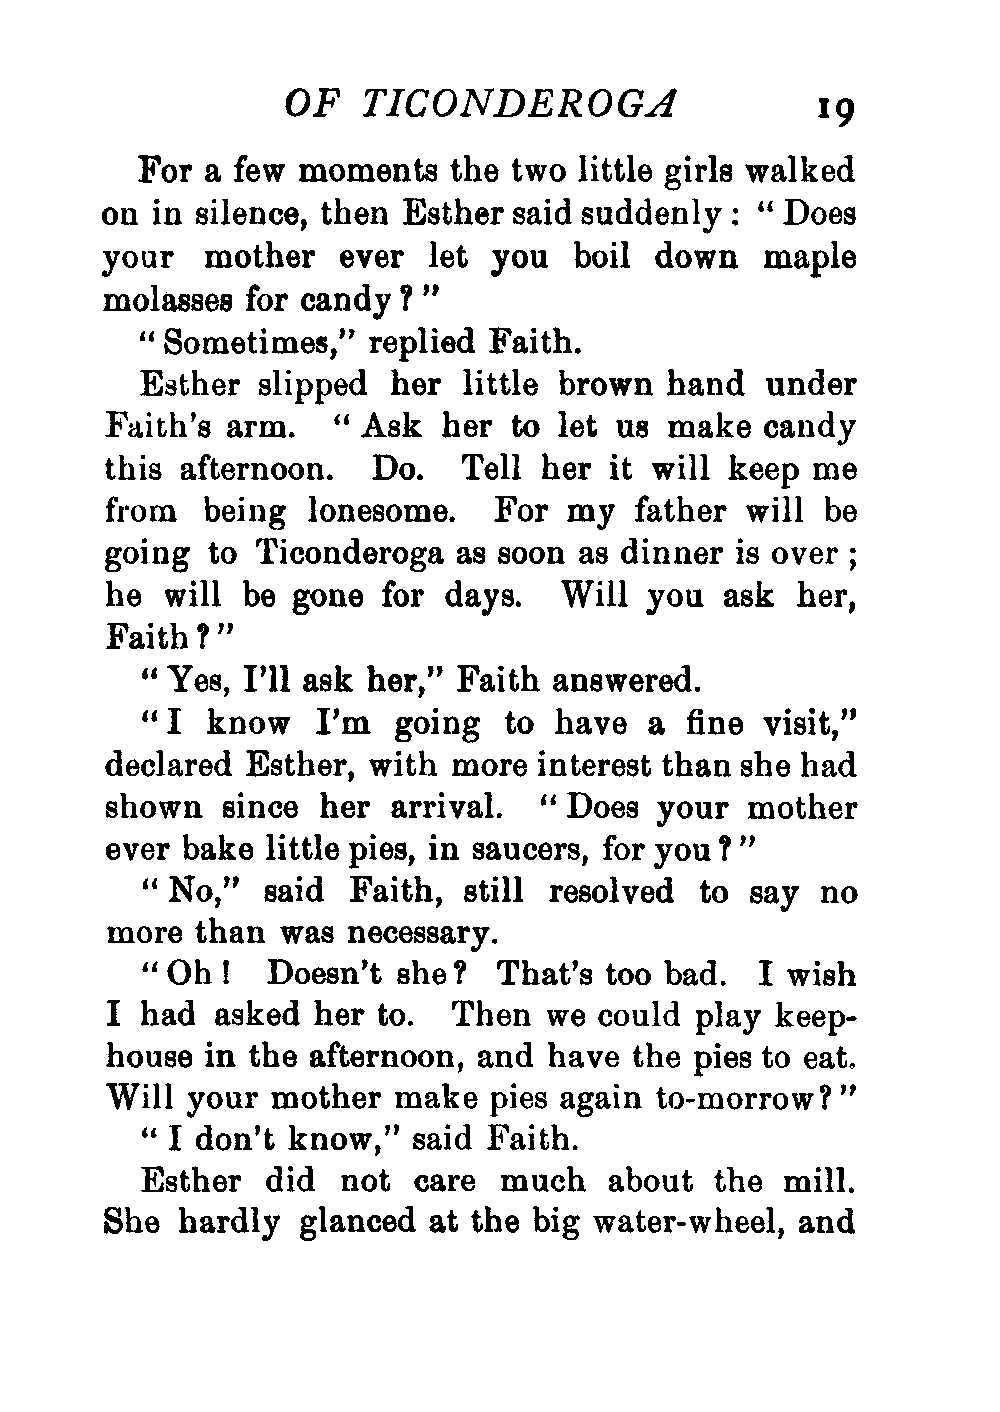 OF TICONDEROGA 19
For a few moments the two little girls walked
on in silence, then Esther said suddenly: “Does
your mother ever let you boil down maple
molasses for candy?”
“Sometimes,” replied Faith.
Esther slipped her little brown hand under
Faith's arm. “Ask her to let us make candy
this afternoon. Do. Tell her it will keep me
from being lonesome. For my father will be
going to Ticonderoga as soon as dinner is over;
he will be gone for days. Will you ask her,
Faith?”
“Yes, I'll ask her,” Faith answered.
“I know I'm going to have a fine visit,”
declared Esther, with more interest than she had
shown since her arrival. “Does your mother
ever bake little pies, in saucers, for you?”
“No,” said Faith, still resolved to say no
more than was necessary.
“Oh! Doesn't she? That's too bad. I wish
I had asked her to. Then we could play keep-
house in the afternoon, and have the pies to eat.
Will your mother make pies again to-morrow?”
“I don't know,” said Faith.
Esther did not care much about the mill.
She hardly glanced at the big water-wheel, and